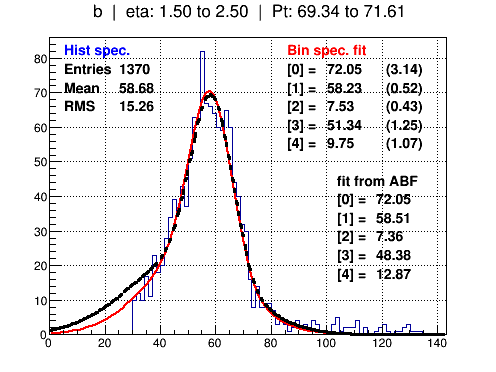 b | eta: 1.50 to 2.50 | Pt: 69.34 to 71.61
Hist spec.
Entries 1370
Mean 58.68
RMS 15.26
Bin spec. fit
[0] = 72.05 (3.14)
[1] = 58.23 (0.52)
[2] = 7.53 (0.43)
[3] = 51.34 (1.25)
[4] = 9.75 (1.07)
fit from ABF
[0] = 72.05
[1] = 58.51
[2] = 7.36
[3] = 48.38
[4] = 12.87
80
70
60
50
40
30
20
10
0
0 20 40 60 80 100 120 140